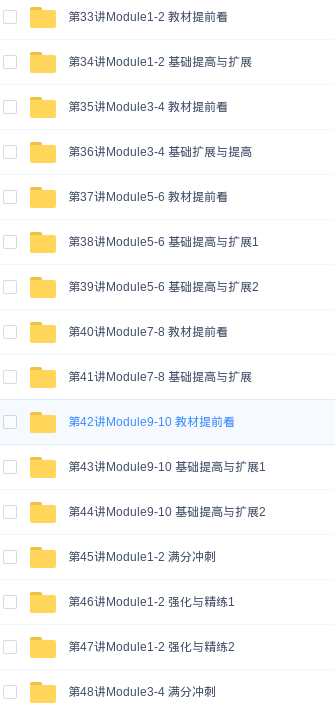 第33讲Module1-2 教材提前看
第34讲Module1-2 基础提高与扩展
第35讲Module3-4 教材提前看
第36讲Module3-4 基础扩展与提高
第37讲Module5-6 教材提前看
第38讲Module5-6 基础提高与扩展1
第39讲Module5-6 基础提高与扩展2
第40讲Module7-8 教材提前看
第41讲Module7-8 基础提高与扩展
第42讲Module9-10 教材提前看
第43讲Module9-10 基础提高与扩展1
第44讲Module9-10 基础提高与扩展2
第45讲Module1-2 满分冲刺
第46讲Module1-2 强化与精练1
第47讲Module1-2 强化与精练2
第48讲Module3-4 满分冲刺